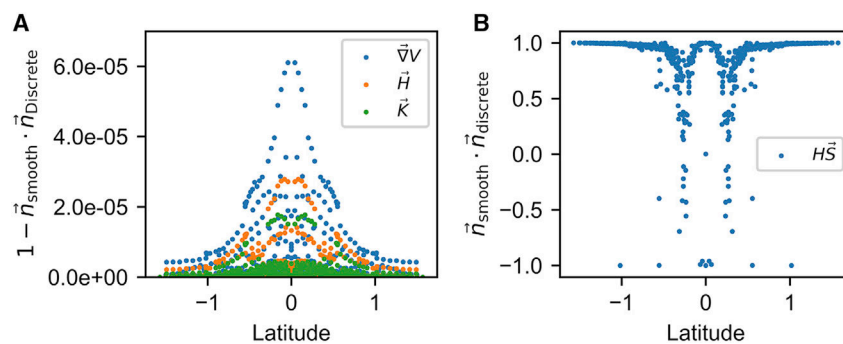 A
1 − n⃗smooth · n⃗Discrete
6.0e-05
4.0e-05
2.0e-05
0.0e+00
∇⃗V
H⃗
K⃗
−1
0
1
Latitude
B
n⃗smooth · n⃗discrete
1.0
0.5
0.0
−0.5
−1.0
HS⃗
−1
0
1
Latitude